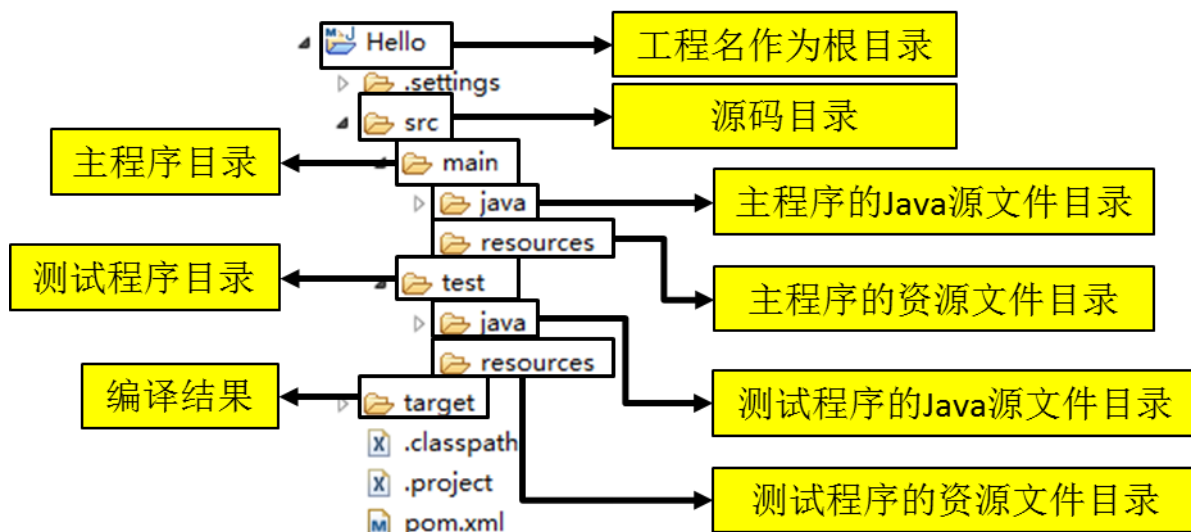 Hello
工程名作为根目录
.settings
src
源码目录
主程序目录
main
java
主程序的Java源文件目录
resources
测试程序目录
test
主程序的资源文件目录
java
resources
编译结果
target
测试程序的Java源文件目录
.classpath
.project
测试程序的资源文件目录
pom.xml